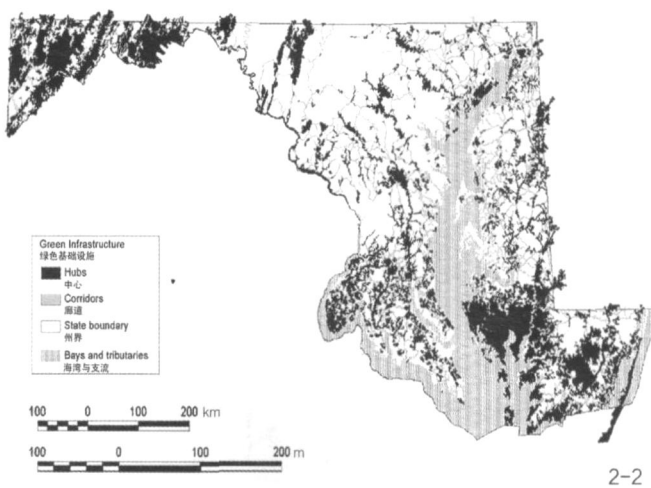 Green Infrastructure
绿色基础设施
Hubs
中心
Corridors
廊道
State boundary
州界
Bays and tributaries
海湾与支流
100 0 100 200 km
100 0 100 200 m
2-2